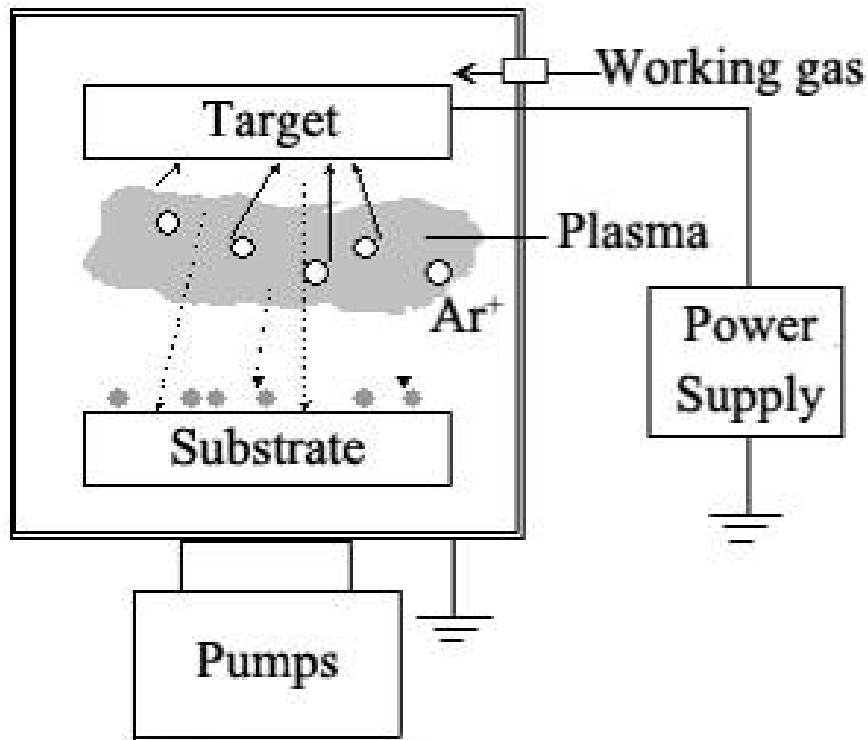 Working gas
Target
Plasma
Ar⁺
Power
Supply
Substrate
Pumps